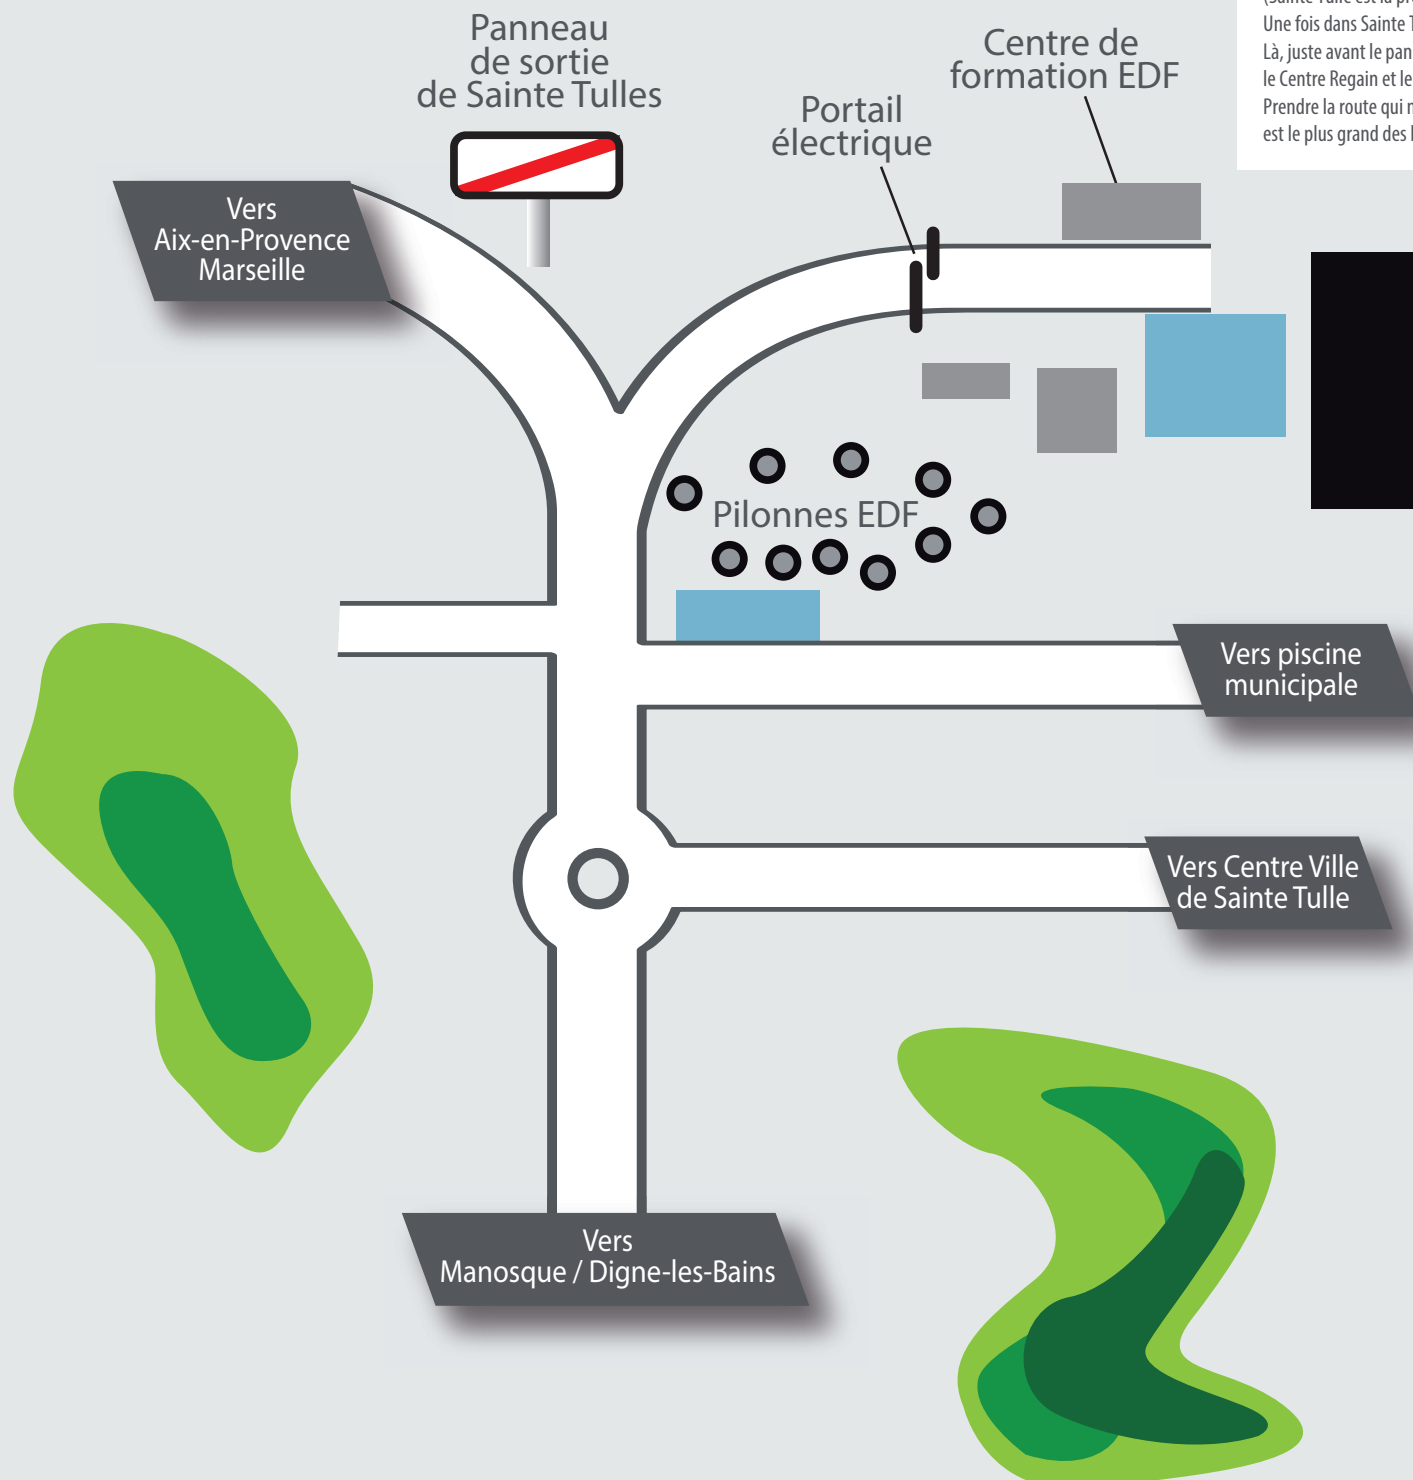 Panneau
de sortie
de Sainte Tulles
Centre de
formation EDF
Portail
électrique
Une fois dans Sainte
Là, juste avant le
le Centre Regain et le
Prendre la route qui
est le plus grand des
Vers
Aix-en-Provence
Marseille
Pilonnes EDF
Vers piscine
municipale
Vers Centre Ville
de Sainte Tulle
Vers
Manosque / Digne-les-Bains